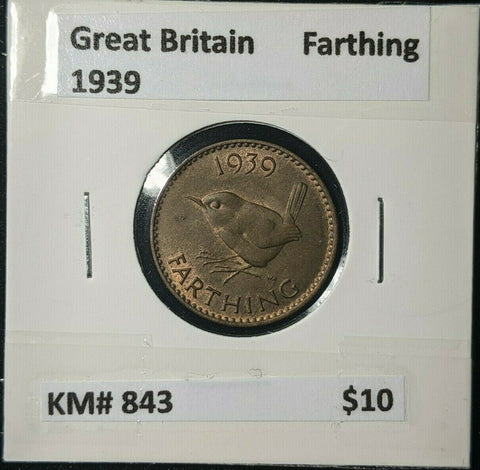 Great Britain Farthing
1939
1939
FARTHING
KM# 843 $10